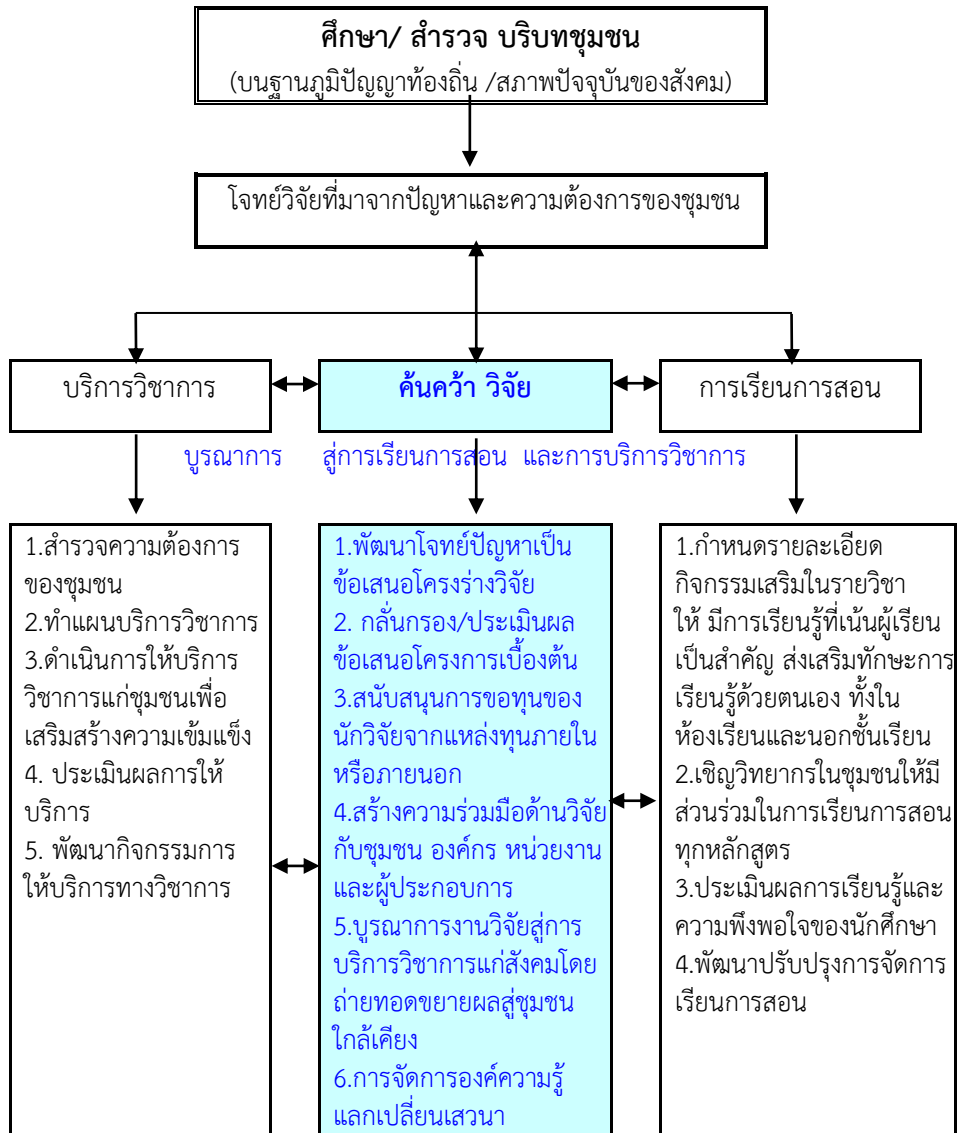 ศึกษา/ สำรวจ บริบทชุมชน
(บนฐานภูมิปัญญาท้องถิ่น /สภาพปัจจุบันของสังคม)
โจทย์วิจัยที่มาจากปัญหาและความต้องการของชุมชน
บริการวิชาการ
ค้นคว้า วิจัย
การเรียนการสอน
บูรณาการ สู่การเรียนการสอน และการบริการวิชาการ
1.สำรวจความต้องการ
ของชุมชน
2.ทำแผนบริการวิชาการ
3.ดำเนินการให้บริการ
วิชาการแก่ชุมชนเพื่อ
เสริมสร้างความเข้มแข็ง
4. ประเมินผลการให้
บริการ
5. พัฒนากิจกรรมการ
ให้บริการทางวิชาการ
1.พัฒนาโจทย์ปัญหาเป็น
ข้อเสนอโครงร่างวิจัย
2. กลั่นกรอง/ประเมินผล
ข้อเสนอโครงการเบื้องต้น
3.สนับสนุนการขอทุนของ
นักวิจัยจากแหล่งทุนภายใน
หรือภายนอก
4.สร้างความร่วมมือด้านวิจัย
กับชุมชน องค์กร หน่วยงาน
และผู้ประกอบการ
5.บูรณาการงานวิจัยสู่การ
บริการวิชาการแก่สังคมโดย
ถ่ายทอดขยายผลสู่ชุมชน
ใกล้เคียง
6.การจัดการองค์ความรู้
แลกเปลี่ยนเสวนา
1.กำหนดรายละเอียด
กิจกรรมเสริมในรายวิชา
ให้ มีการเรียนรู้ที่เน้นผู้เรียน
เป็นสำคัญ ส่งเสริมทักษะการ
เรียนรู้ด้วยตนเอง ทั้งใน
ห้องเรียนและนอกชั้นเรียน
2.เชิญวิทยากรในชุมชนให้มี
ส่วนร่วมในการเรียนการสอน
ทุกหลักสูตร
3.ประเมินผลการเรียนรู้และ
ความพึงพอใจของนักศึกษา
4.พัฒนาปรับปรุงการจัดการ
เรียนการสอน